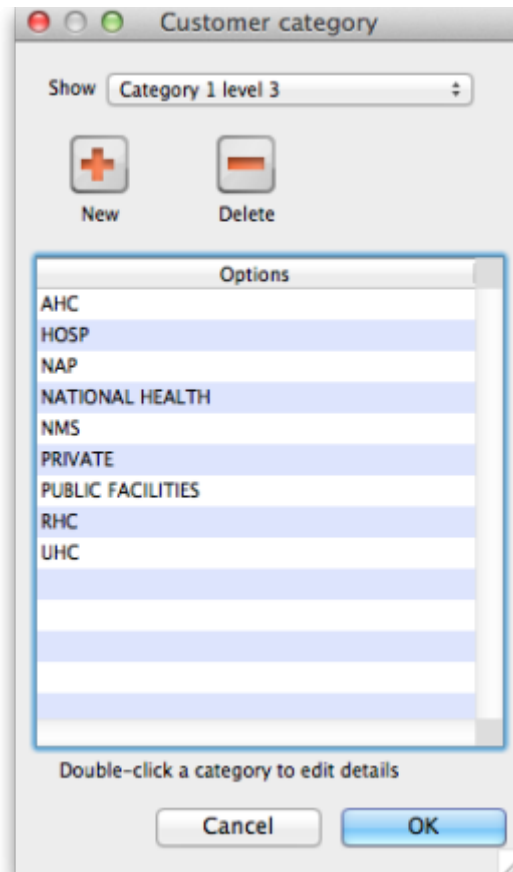 Customer category
Show Category 1 level 3
New Delete
Options
AHC
HOSP
NAP
NATIONAL HEALTH
NMS
PRIVATE
PUBLIC FACILITIES
RHC
UHC
Double-click a category to edit details
Cancel OK